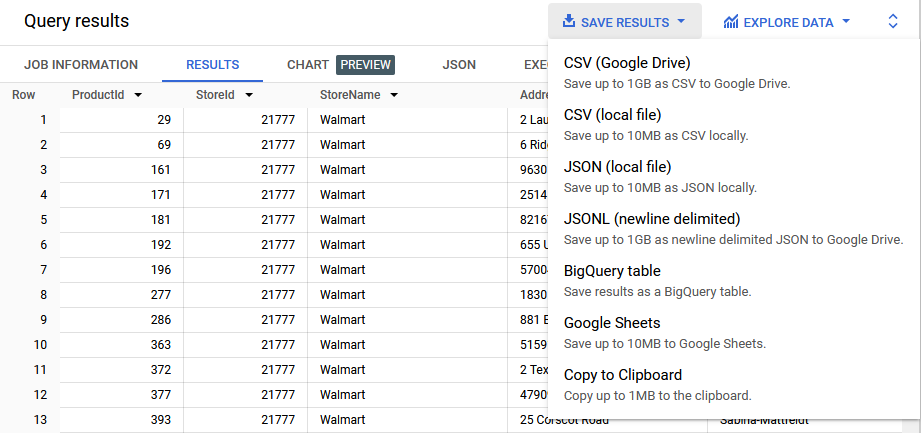 Query results SAVE RESULTS EXPLORE DATA
JOB INFORMATION RESULTS CHART PREVIEW JSON
Row ProductId StoreId StoreName
1 29 21777 Walmart 2 Lau
2 69 21777 Walmart 6 Rid
3 161 21777 Walmart 9630
4 171 21777 Walmart 2514
5 181 21777 Walmart 8216
6 192 21777 Walmart 655
7 196 21777 Walmart 5700
8 277 21777 Walmart 1830
9 286 21777 Walmart 881
10 363 21777 Walmart 5159
11 372 21777 Walmart 2 Tex
12 377 21777 Walmart 4790
13 393 21777 Walmart 25 Corscot Road Sabina-Mattfeldt
CSV (Google Drive)
Save up to 1GB as CSV to Google Drive.
CSV (local file)
Save up to 10MB as CSV locally.
JSON (local file)
Save up to 10MB as JSON locally.
JSONL (newline delimited)
Save up to 1GB as newline delimited JSON to Google Drive.
BigQuery table
Save results as a BigQuery table.
Google Sheets
Save up to 10MB to Google Sheets.
Copy to Clipboard
Copy up to 1MB to the clipboard.